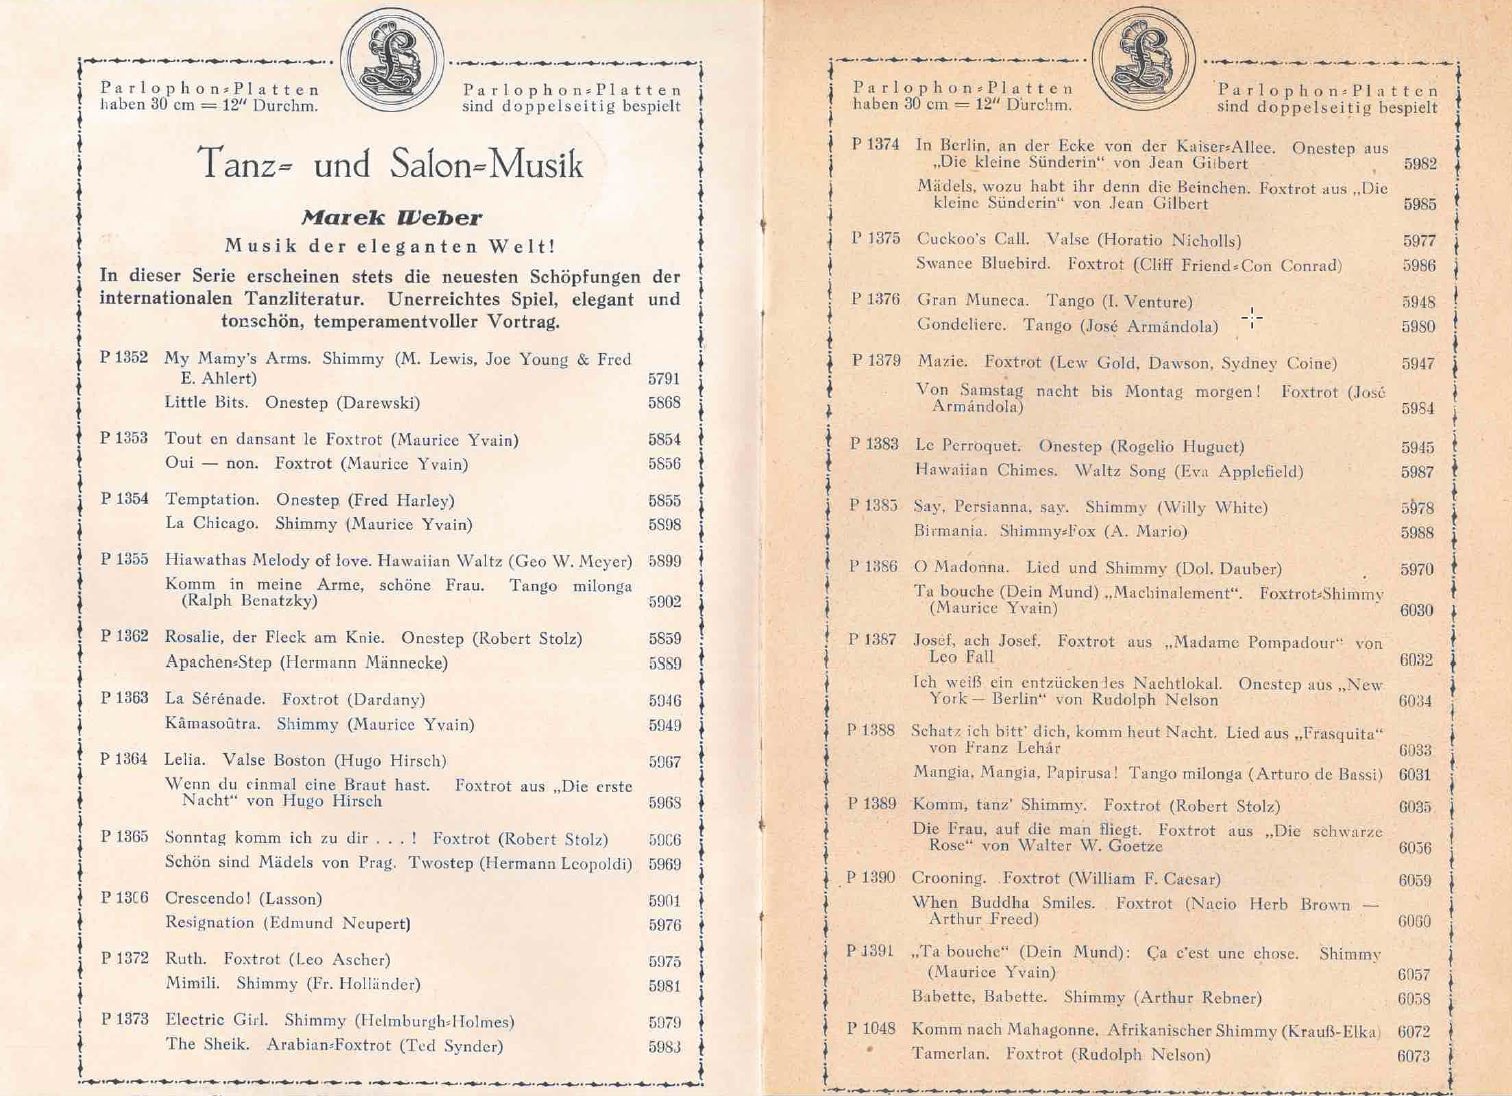 Parlophon=Platten
haben 30 cm = 12" Durchm.
Parlophon=Platten
sind doppelseitig bespielt
Tanz= und Salon=Musik
Marek Weber
Musik der eleganten Welt!
In dieser Serie erscheinen stets die neuesten Schöpfungen der
internationalen Tanzliteratur. Unerreichtes Spiel, elegant und
tonschön, temperamentvoller Vortrag.
P 1352 My Mamy's Arms. Shimmy (M. Lewis, Joe Young & Fred
E. Ahlert) 5791
Little Bits. Onestep (Darewski) 5868
P 1353 Tout en dansant le Foxtrot (Maurice Yvain) 5854
Oui — non. Foxtrot (Maurice Yvain) 5856
P 1354 Temptation. Onestep (Fred Harley) 5855
La Chicago. Shimmy (Maurice Yvain) 5898
P 1355 Hiawathas Melody of love. Hawaiian Waltz (Geo W. Meyer) 5899
Komm in meine Arme, schöne Frau. Tango milonga
(Ralph Benatzky) 5902
P 1362 Rosalie, der Fleck am Knie. Onestep (Robert Stolz) 5859
Apachen=Step (Hermann Männecke) 5889
P 1363 La Sérénade. Foxtrot (Dardany) 5946
Kâmasoûtra. Shimmy (Maurice Yvain) 5949
P 1364 Lelia. Valse Boston (Hugo Hirsch) 5967
Wenn du einmal eine Braut hast. Foxtrot aus „Die erste
Nacht“ von Hugo Hirsch 5968
P 1365 Sonntag komm ich zu dir . . . ! Foxtrot (Robert Stolz) 5966
Schön sind Mädels von Prag. Twostep (Hermann Leopoldi) 5969
P 1366 Crescendo! (Lasson) 5901
Resignation (Edmund Neupert) 5976
P 1372 Ruth. Foxtrot (Leo Ascher) 5975
Mimili. Shimmy (Fr. Holländer) 5981
P 1373 Electric Girl. Shimmy (Helmburgh=Holmes) 5979
The Sheik. Arabian=Foxtrot (Ted Synder) 5983
Parlophon=Platten
haben 30 cm = 12" Durchm.
Parlophon=Platten
sind doppelseitig bespielt
P 1374 In Berlin, an der Ecke von der Kaiser=Allee. Onestep aus
„Die kleine Sünderin“ von Jean Gilbert 5982
Mädels, wozu habt ihr denn die Beinchen. Foxtrot aus „Die
kleine Sünderin“ von Jean Gilbert 5985
P 1375 Cuckoo's Call. Valse (Horatio Nicholls) 5977
Swanee Bluebird. Foxtrot (Cliff Friend=Con Conrad) 5986
P 1376 Gran Muneca. Tango (I. Venture) 5948
Gondeliere. Tango (José Armándola) 5980
P 1379 Mazie. Foxtrot (Lew Gold, Dawson, Sydney Coine) 5947
Von Samstag nacht bis Montag morgen! Foxtrot (José
Armándola) 5984
P 1383 Le Perroquet. Onestep (Rogelio Huguet) 5945
Hawaiian Chimes. Waltz Song (Eva Applefield) 5987
P 1385 Say, Persianna, say. Shimmy (Willy White) 5978
Birmania. Shimmy=Fox (A. Mario) 5988
P 1386 O Madonna. Lied und Shimmy (Dol. Dauber) 5970
Ta bouche (Dein Mund) „Machinalement“. Foxtrot=Shimmy
(Maurice Yvain) 6030
P 1387 Josef, ach Josef. Foxtrot aus „Madame Pompadour“ von
Leo Fall 6032
Ich weiß ein entzückendes Nachtlokal. Onestep aus „New
York — Berlin“ von Rudolph Nelson 6034
P 1388 Schatz ich bitt' dich, komm heut Nacht. Lied aus „Frasquita“
von Franz Lehár 6033
Mangia, Mangia, Papirusa! Tango milonga (Arturo de Bassi) 6031
P 1389 Komm, tanz' Shimmy. Foxtrot (Robert Stolz) 6035
Die Frau, auf die man fliegt. Foxtrot aus „Die schwarze
Rose“ von Walter W. Goetze 6056
P 1390 Crooning. Foxtrot (William F. Caesar) 6059
When Buddha Smiles. Foxtrot (Nacio Herb Brown —
Arthur Freed) 6060
P 1391 „Ta bouche“ (Dein Mund): Ça c'est une chose. Shimmy
(Maurice Yvain) 6057
Babette, Babette. Shimmy (Arthur Rebner) 6058
P 1048 Komm nach Mahagonne, Afrikanischer Shimmy (Krauß-Elka) 6072
Tamerlan. Foxtrot (Rudolph Nelson) 6073